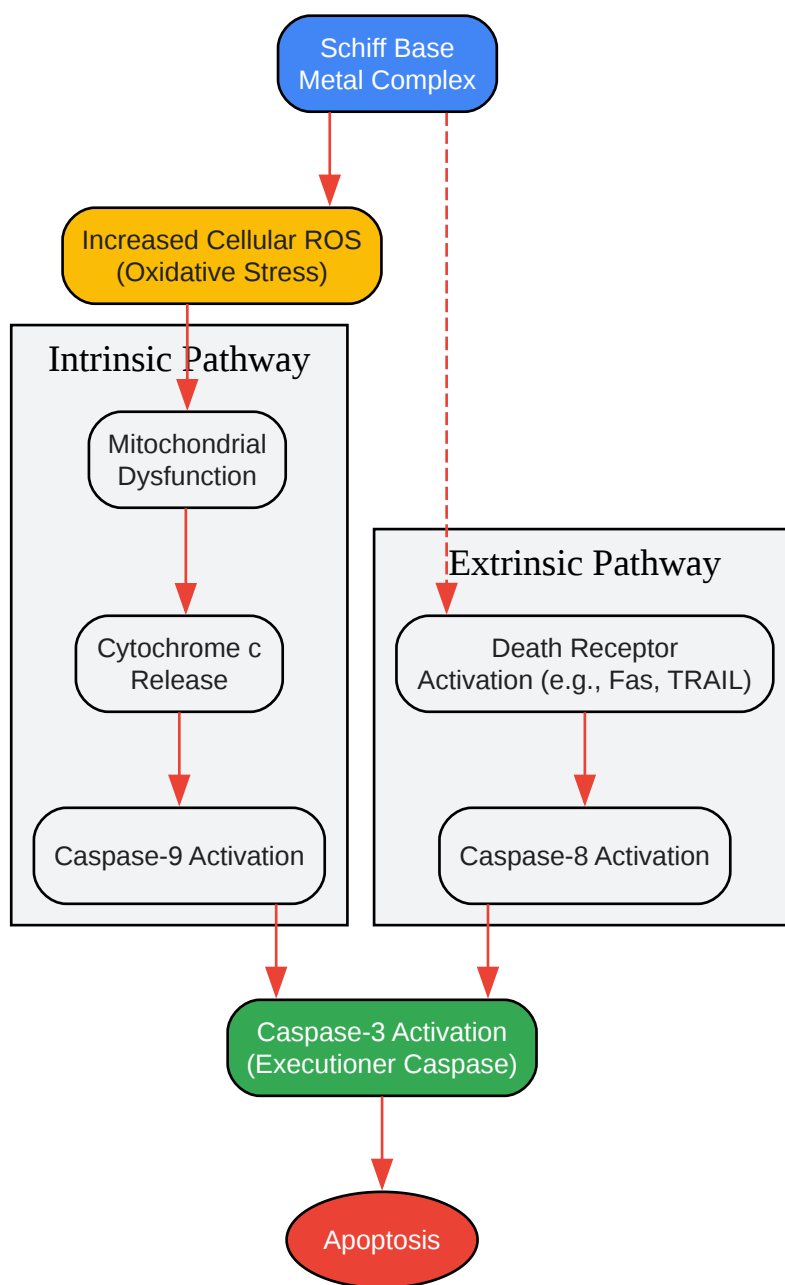 Schiff Base
Metal Complex
Increased Cellular ROS
(Oxidative Stress)
Intrinsic Pathway
Mitochondrial
Dysfunction
Cytochrome c
Release
Caspase-9 Activation
Extrinsic Pathway
Death Receptor
Activation (e.g., Fas, TRAIL)
Caspase-8 Activation
Caspase-3 Activation
(Executioner Caspase)
Apoptosis